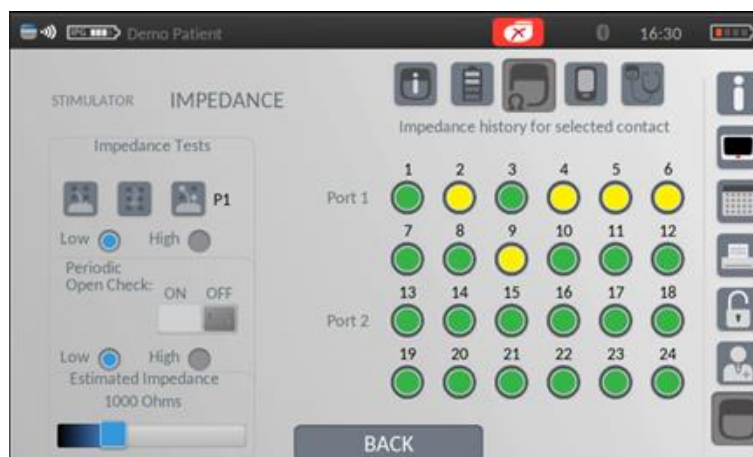 IPG Demo Patient 16:30
STIMULATOR IMPEDANCE
Impedance history for selected contact
Impedance Tests
P1
Low High
Periodic
Open Check:
ON OFF
Low High
Estimated Impedance
1000 Ohms
1 2 3 4 5 6
Port 1
7 8 9 10 11 12
13 14 15 16 17 18
Port 2
19 20 21 22 23 24
BACK